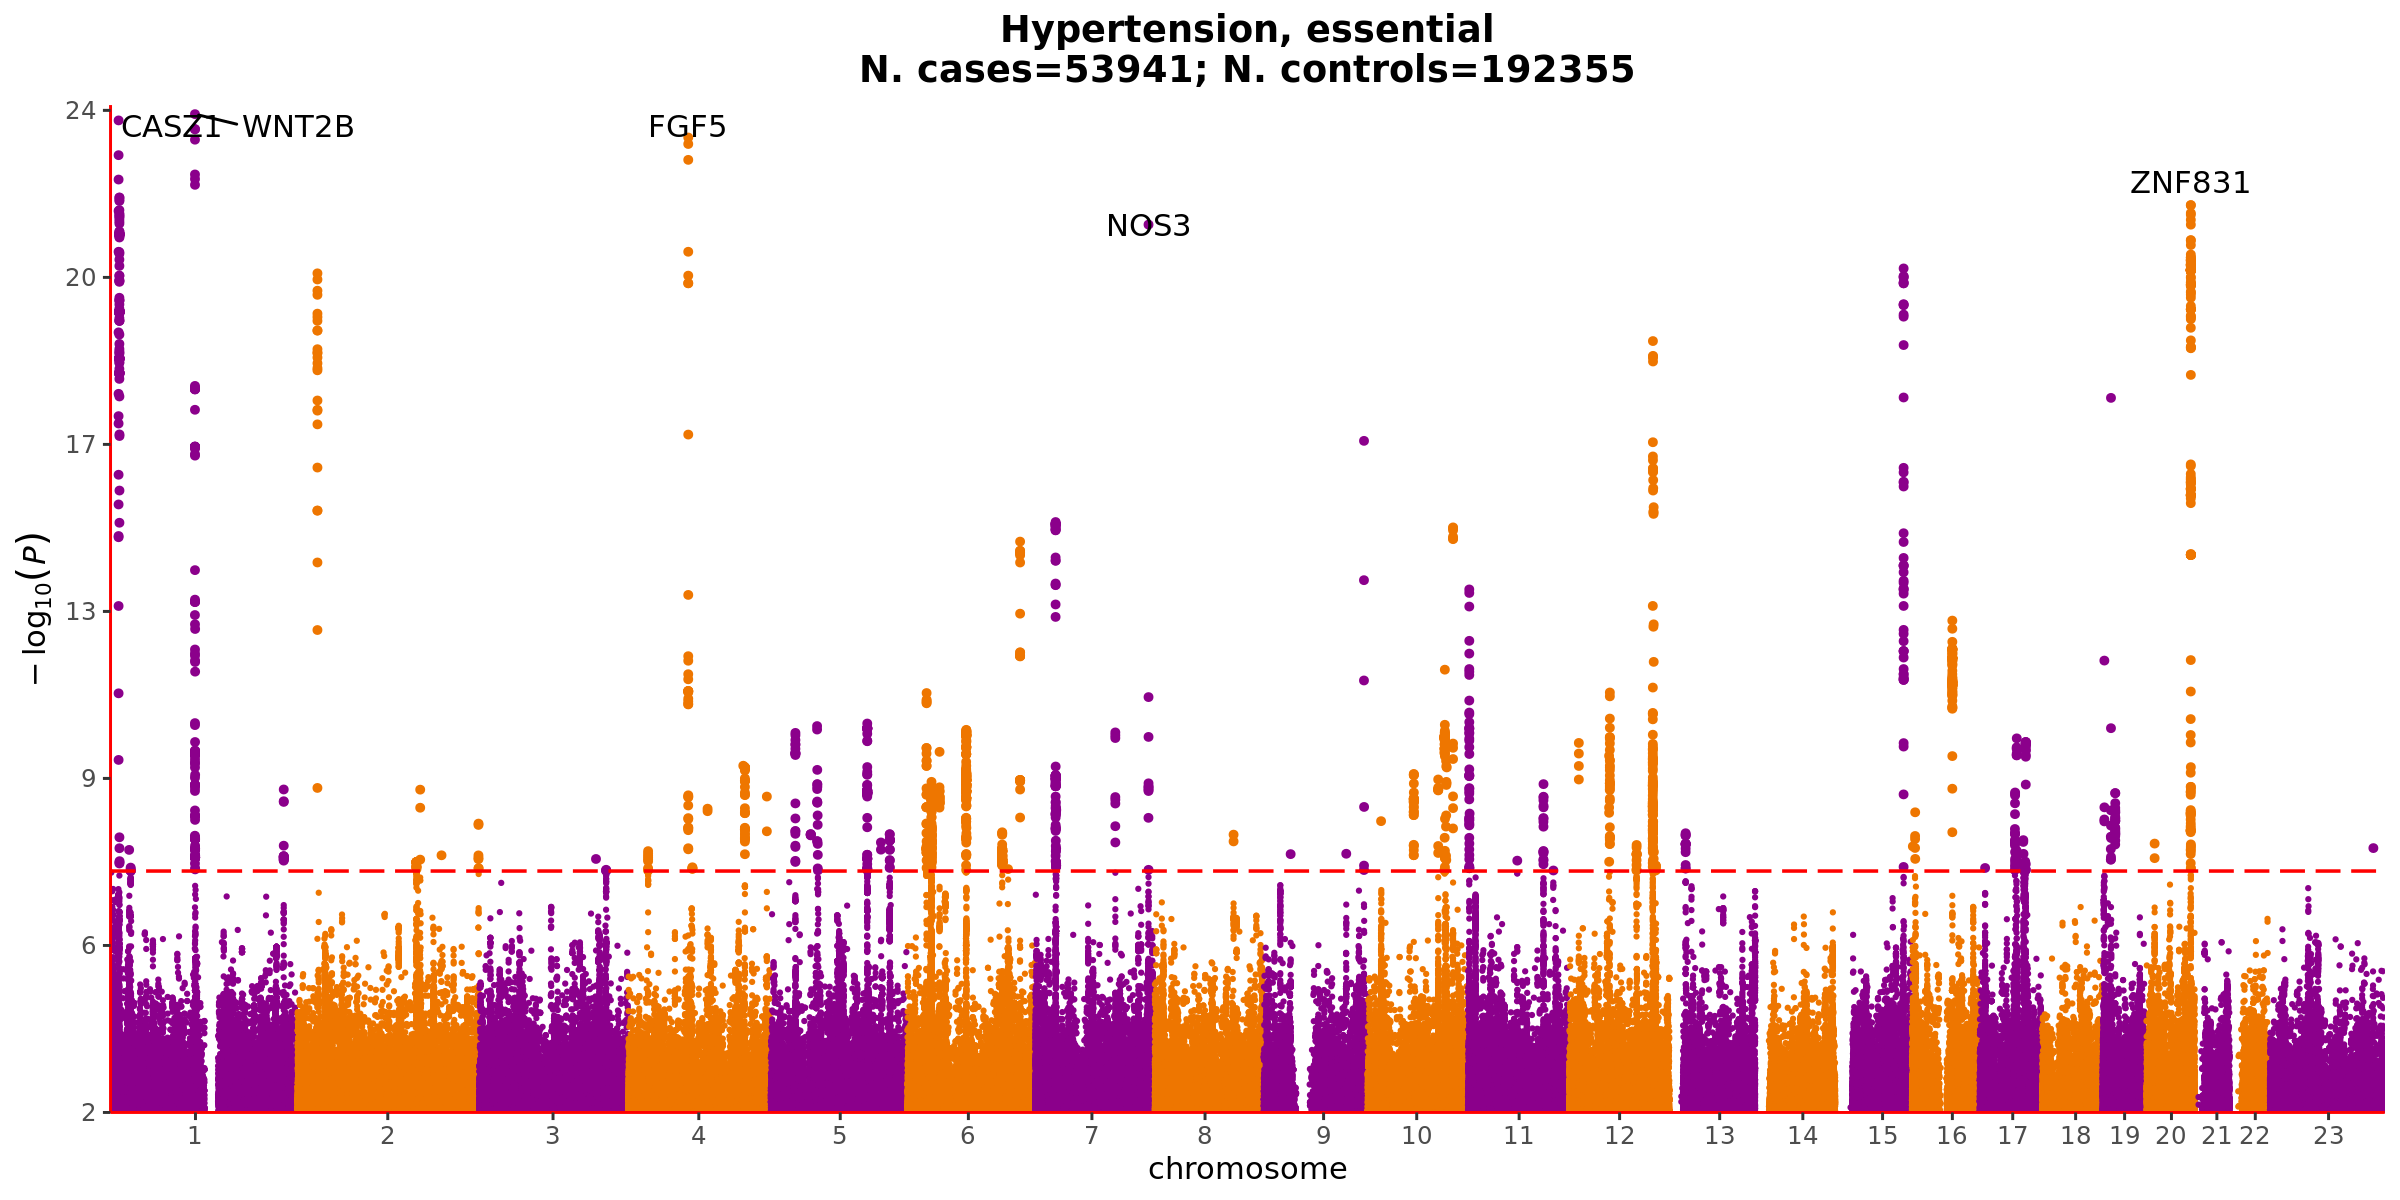 Hypertension, essential
N. cases=53941; N. controls=192355
24
CASZ1
WNT2B
FGF5
ZNF831
NOS3
20
17
13
9
6
2
−log10(P)
1 2 3 4 5 6 7 8 9 10 11 12 13 14 15 16 17 18 19 20 21 22 23
chromosome